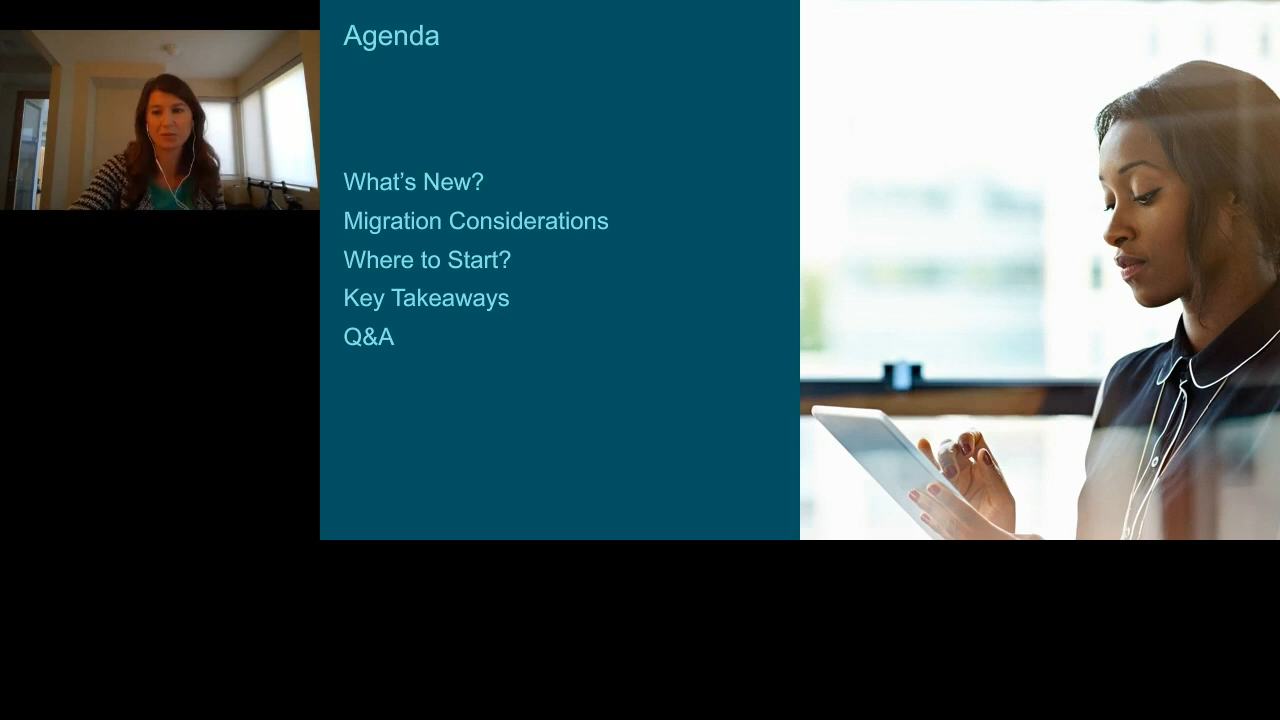 Agenda
What’s New?
Migration Considerations
Where to Start?
Key Takeaways
Q&A